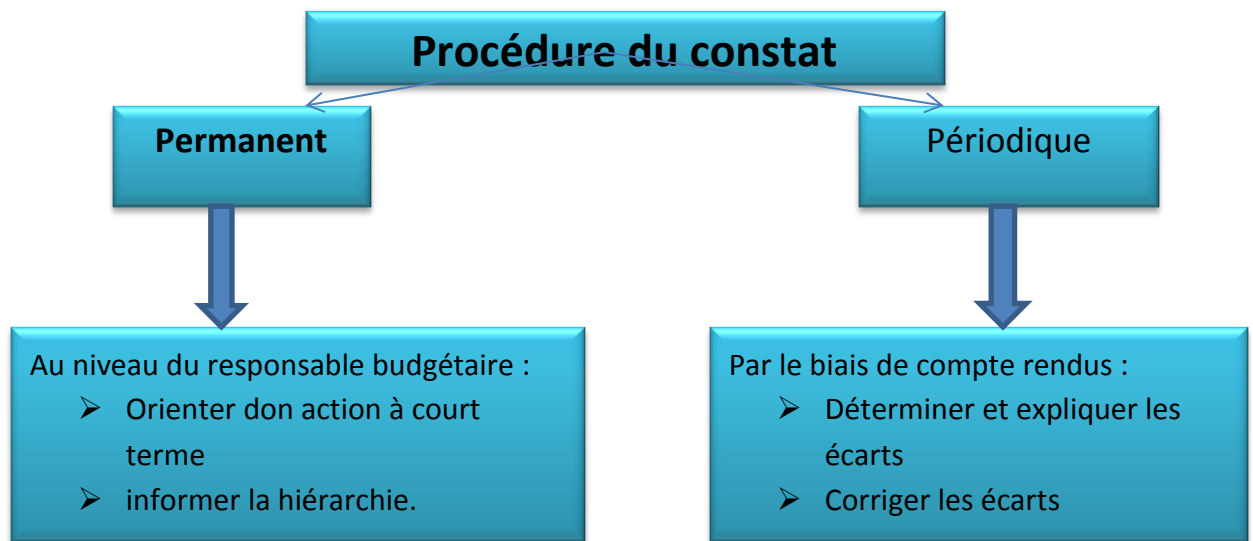 Procédure du constat
Permanent
Périodique
Au niveau du responsable budgétaire :
➢ Orienter don action à court
terme
➢ informer la hiérarchie.
Par le biais de compte rendus :
➢ Déterminer et expliquer les
écarts
➢ Corriger les écarts